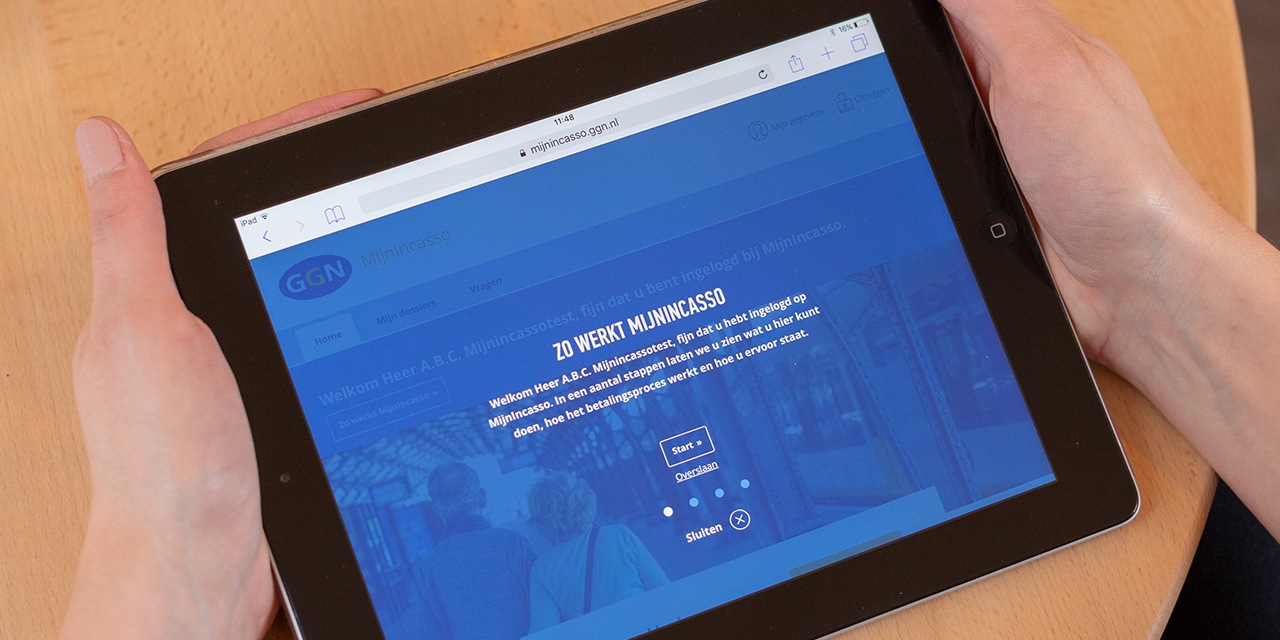 iPad
11:48
16%
mijnincasso.ggn.nl
Mijn gegevens
Inloggen
GGN
MijnIncasso
Home
Mijn dossiers
Vragen
Welkom Heer A.B.C. Mijnincassotest, fijn dat u bent ingelogd bij MijnIncasso.
Zo werkt MijnIncasso »
ZO WERKT MIJNINCASSO
Welkom Heer A.B.C. Mijnincassotest, fijn dat u hebt ingelogd op
MijnIncasso. In een aantal stappen laten we u zien wat u hier kunt
doen, hoe het betalingsproces werkt en hoe u ervoor staat.
Start »
Overslaan
Sluiten